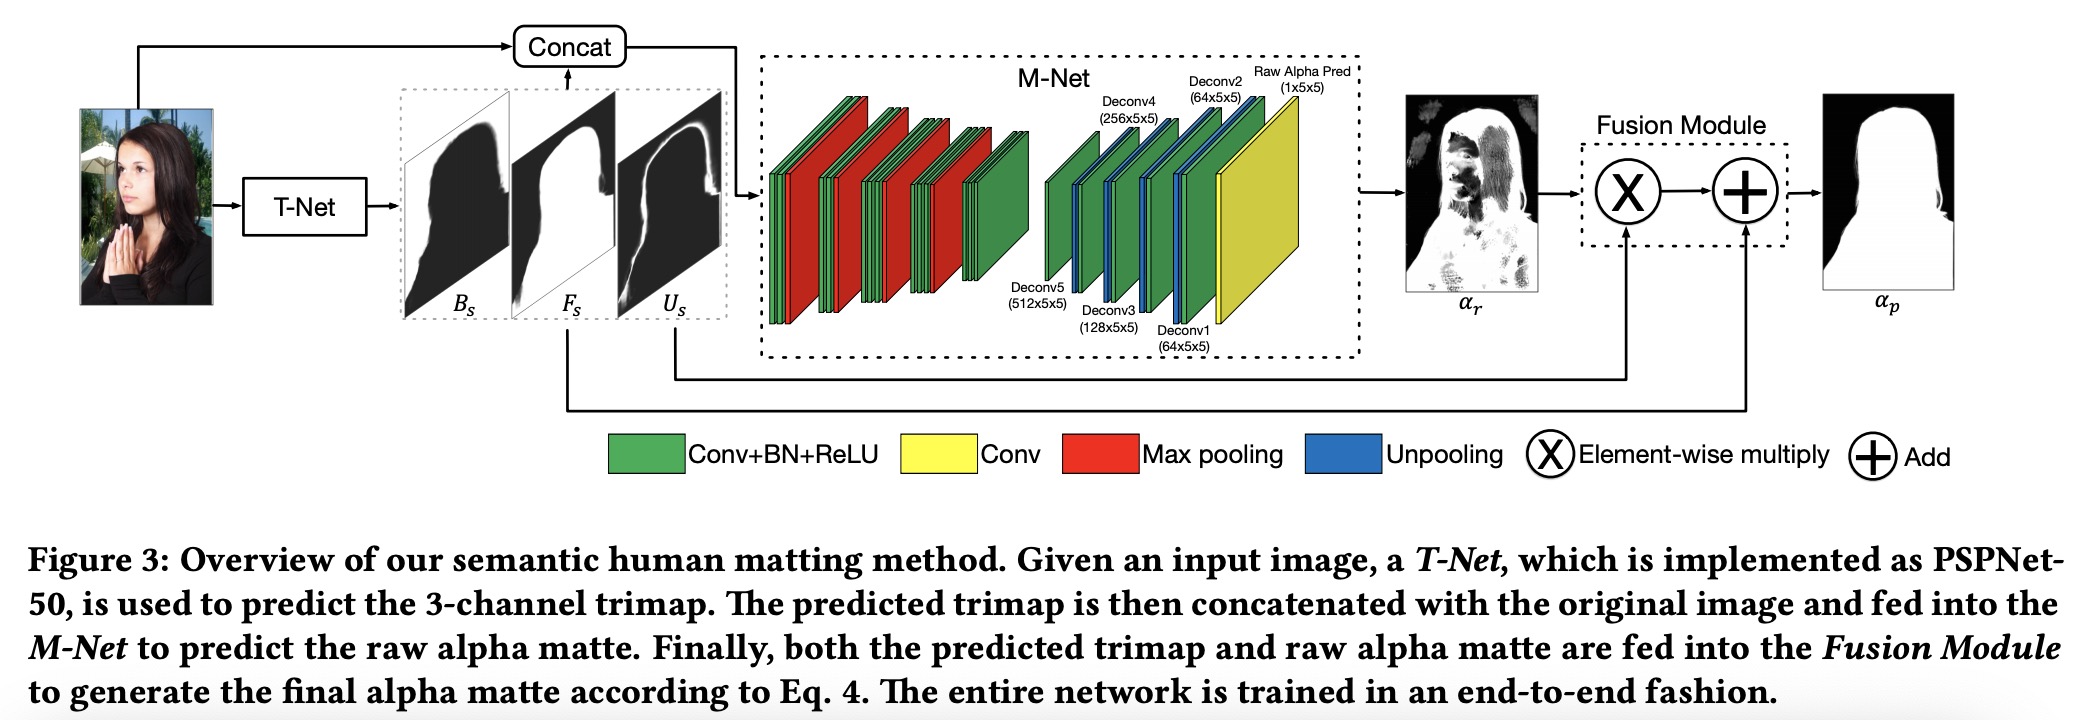 Concat
T-Net
Bₛ
Fₛ
Uₛ
M-Net
Deconv5
(512x5x5)
Deconv4
(256x5x5)
Deconv3
(128x5x5)
Deconv2
(64x5x5)
Deconv1
(64x5x5)
Raw Alpha Pred
(1x5x5)
αᵣ
Fusion Module
X
+
αₚ
Conv+BN+ReLU
Conv
Max pooling
Unpooling
X Element-wise multiply
+ Add
Figure 3: Overview of our semantic human matting method. Given an input image, a T-Net, which is implemented as PSPNet-
50, is used to predict the 3-channel trimap. The predicted trimap is then concatenated with the original image and fed into the
M-Net to predict the raw alpha matte. Finally, both the predicted trimap and raw alpha matte are fed into the Fusion Module
to generate the final alpha matte according to Eq. 4. The entire network is trained in an end-to-end fashion.